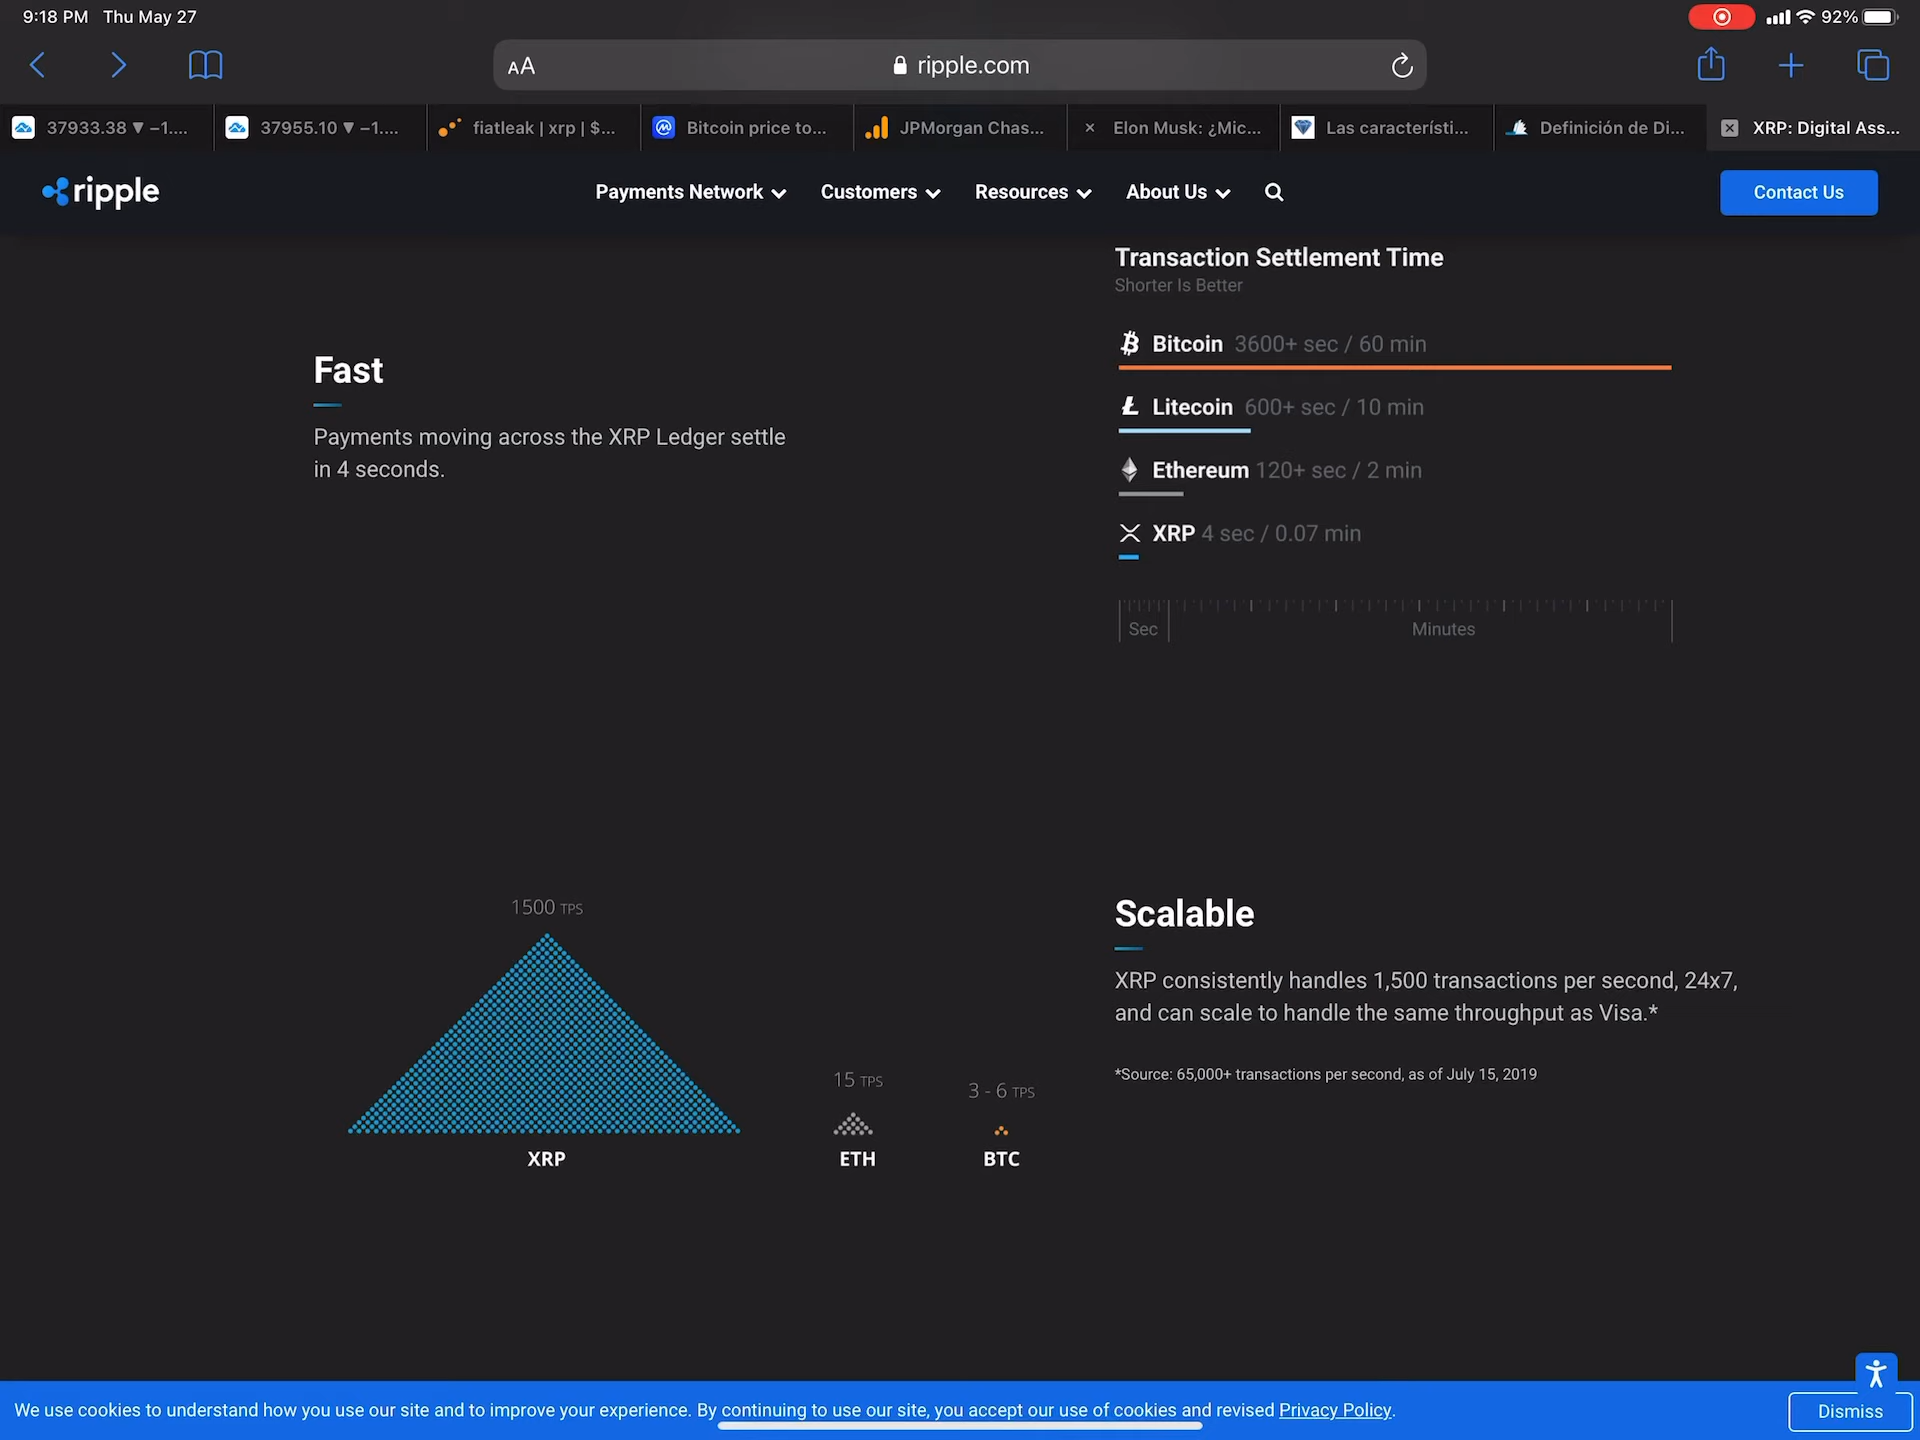 9:18 PM Thu May 27
92%
AA
ripple.com
37933.38 ▼ −1....
37955.10 ▼ −1....
fiatleak | xrp | $...
Bitcoin price to...
JPMorgan Chas...
Elon Musk: ¿Mic...
Las característi...
Definición de Di...
XRP: Digital Ass...
ripple
Payments Network
Customers
Resources
About Us
Contact Us
Transaction Settlement Time
Shorter Is Better
Bitcoin 3600+ sec / 60 min
Litecoin 600+ sec / 10 min
Ethereum 120+ sec / 2 min
XRP 4 sec / 0.07 min
Sec
Minutes
Fast
Payments moving across the XRP Ledger settle
in 4 seconds.
1500 TPS
XRP
15 TPS
ETH
3 - 6 TPS
BTC
Scalable
XRP consistently handles 1,500 transactions per second, 24x7,
and can scale to handle the same throughput as Visa.*
*Source: 65,000+ transactions per second, as of July 15, 2019
We use cookies to understand how you use our site and to improve your experience. By continuing to use our site, you accept our use of cookies and revised Privacy Policy.
Dismiss